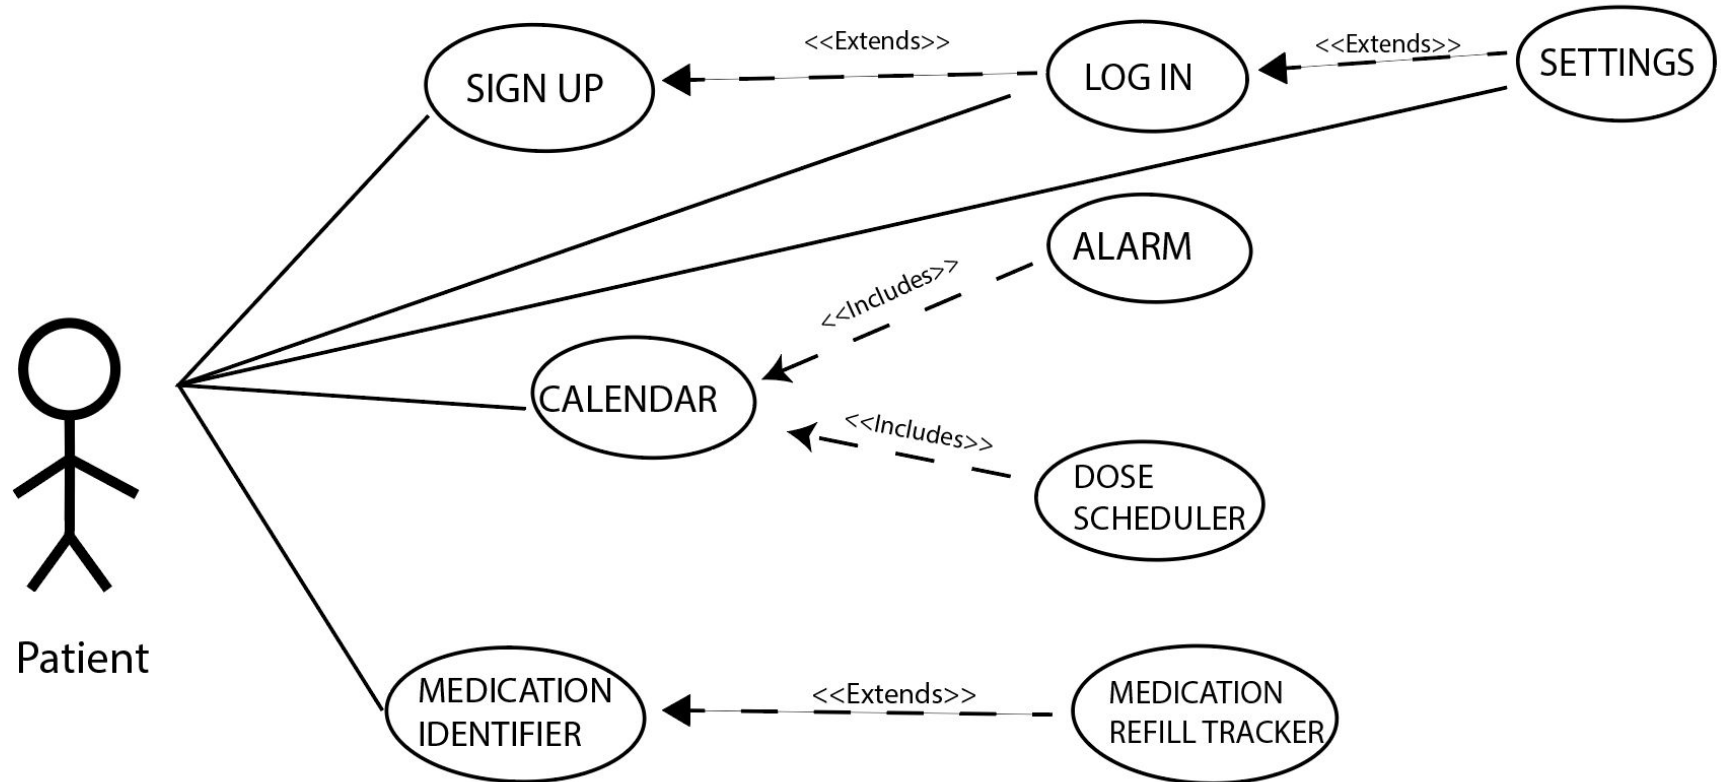 <<Extends>>
<<Extends>>
SIGN UP
LOG IN
SETTINGS
ALARM
<<Includes>>
CALENDAR
<<Includes>>
DOSE
SCHEDULER
Patient
MEDICATION
IDENTIFIER
<<Extends>>
MEDICATION
REFILL TRACKER